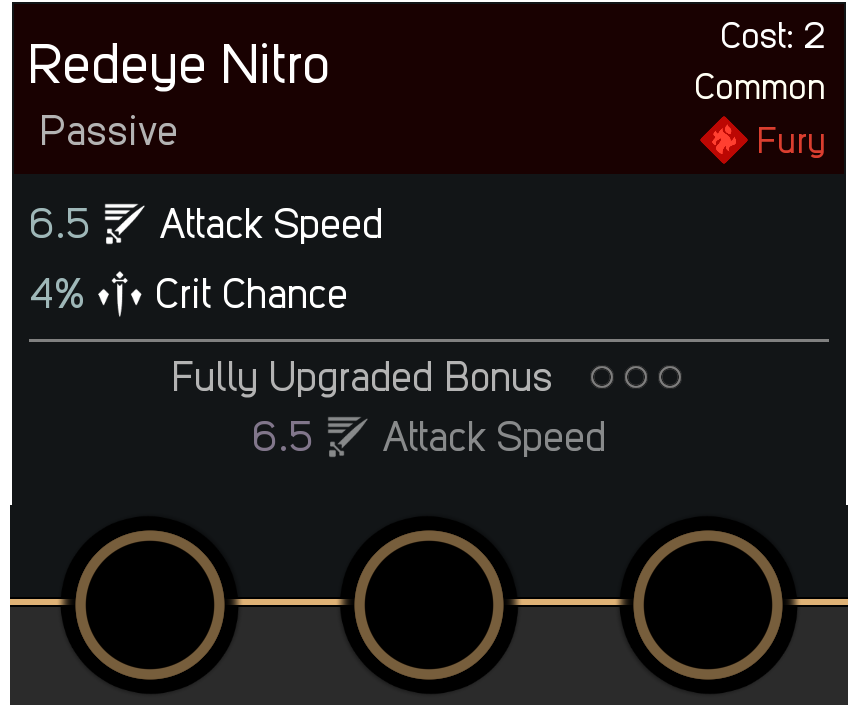 Redeye Nitro
Cost: 2
Common
Passive
Fury
6.5 Attack Speed
4% Crit Chance
Fully Upgraded Bonus
6.5 Attack Speed